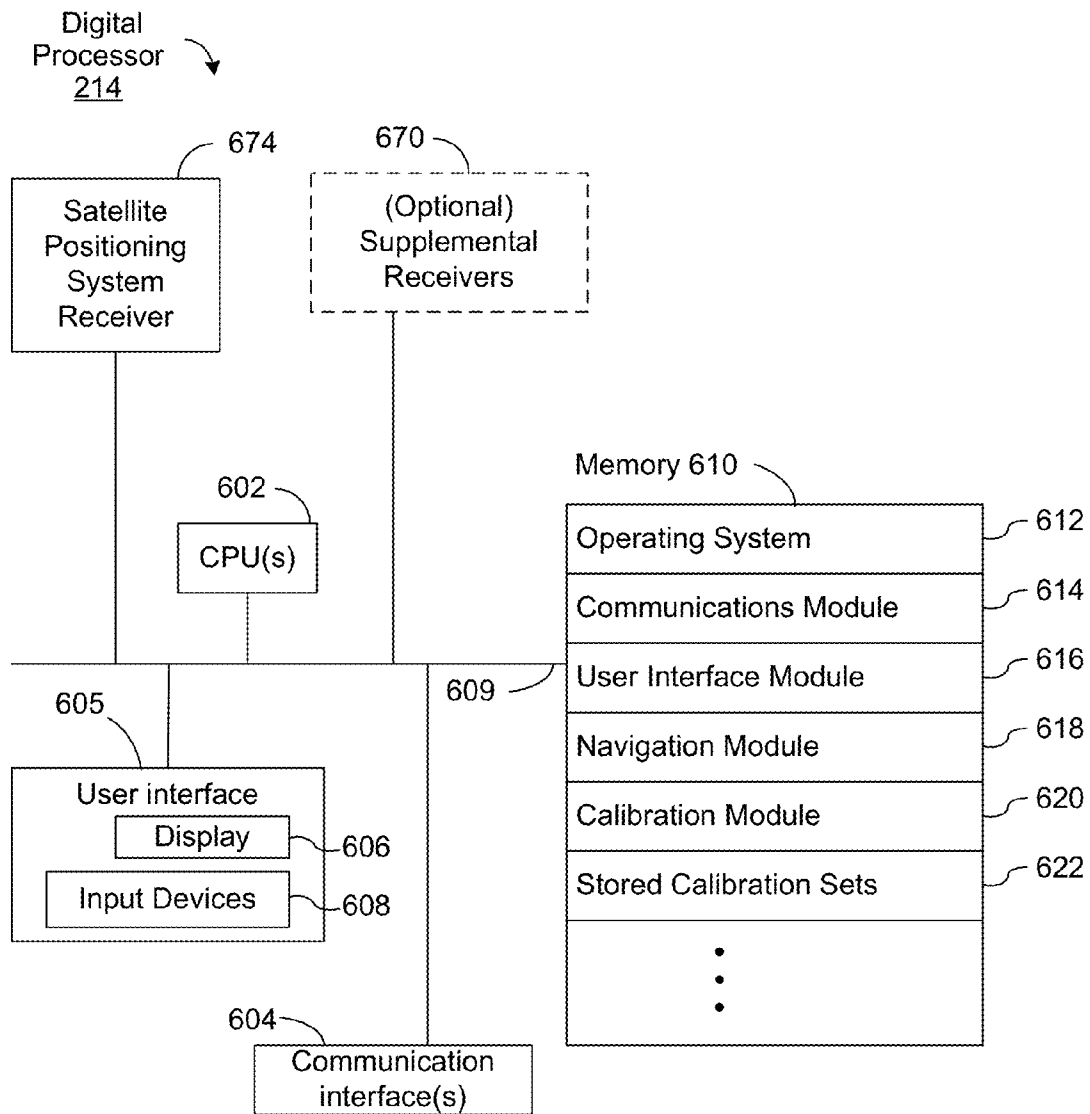 Digital
Processor
214
674
Satellite
Positioning
System
Receiver
670
(Optional)
Supplemental
Receivers
602
CPU(s)
609
605
User interface
Display
606
Input Devices
608
604
Communication
interface(s)
Memory 610
Operating System
612
Communications Module
614
User Interface Module
616
Navigation Module
618
Calibration Module
620
Stored Calibration Sets
622